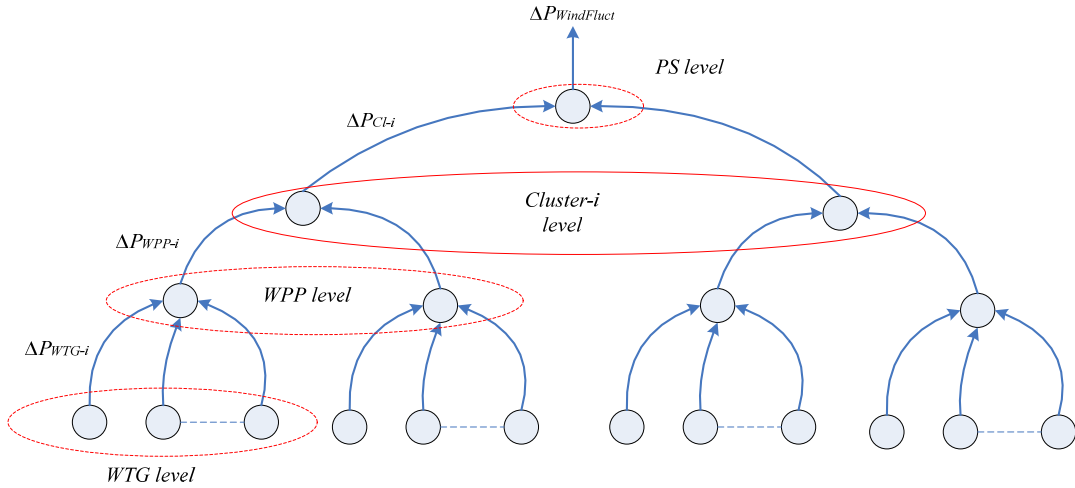 ΔPWindFluct
PS level
ΔPCl-i
Cluster-i
level
ΔPWPP-i
WPP level
ΔPWTG-i
WTG level